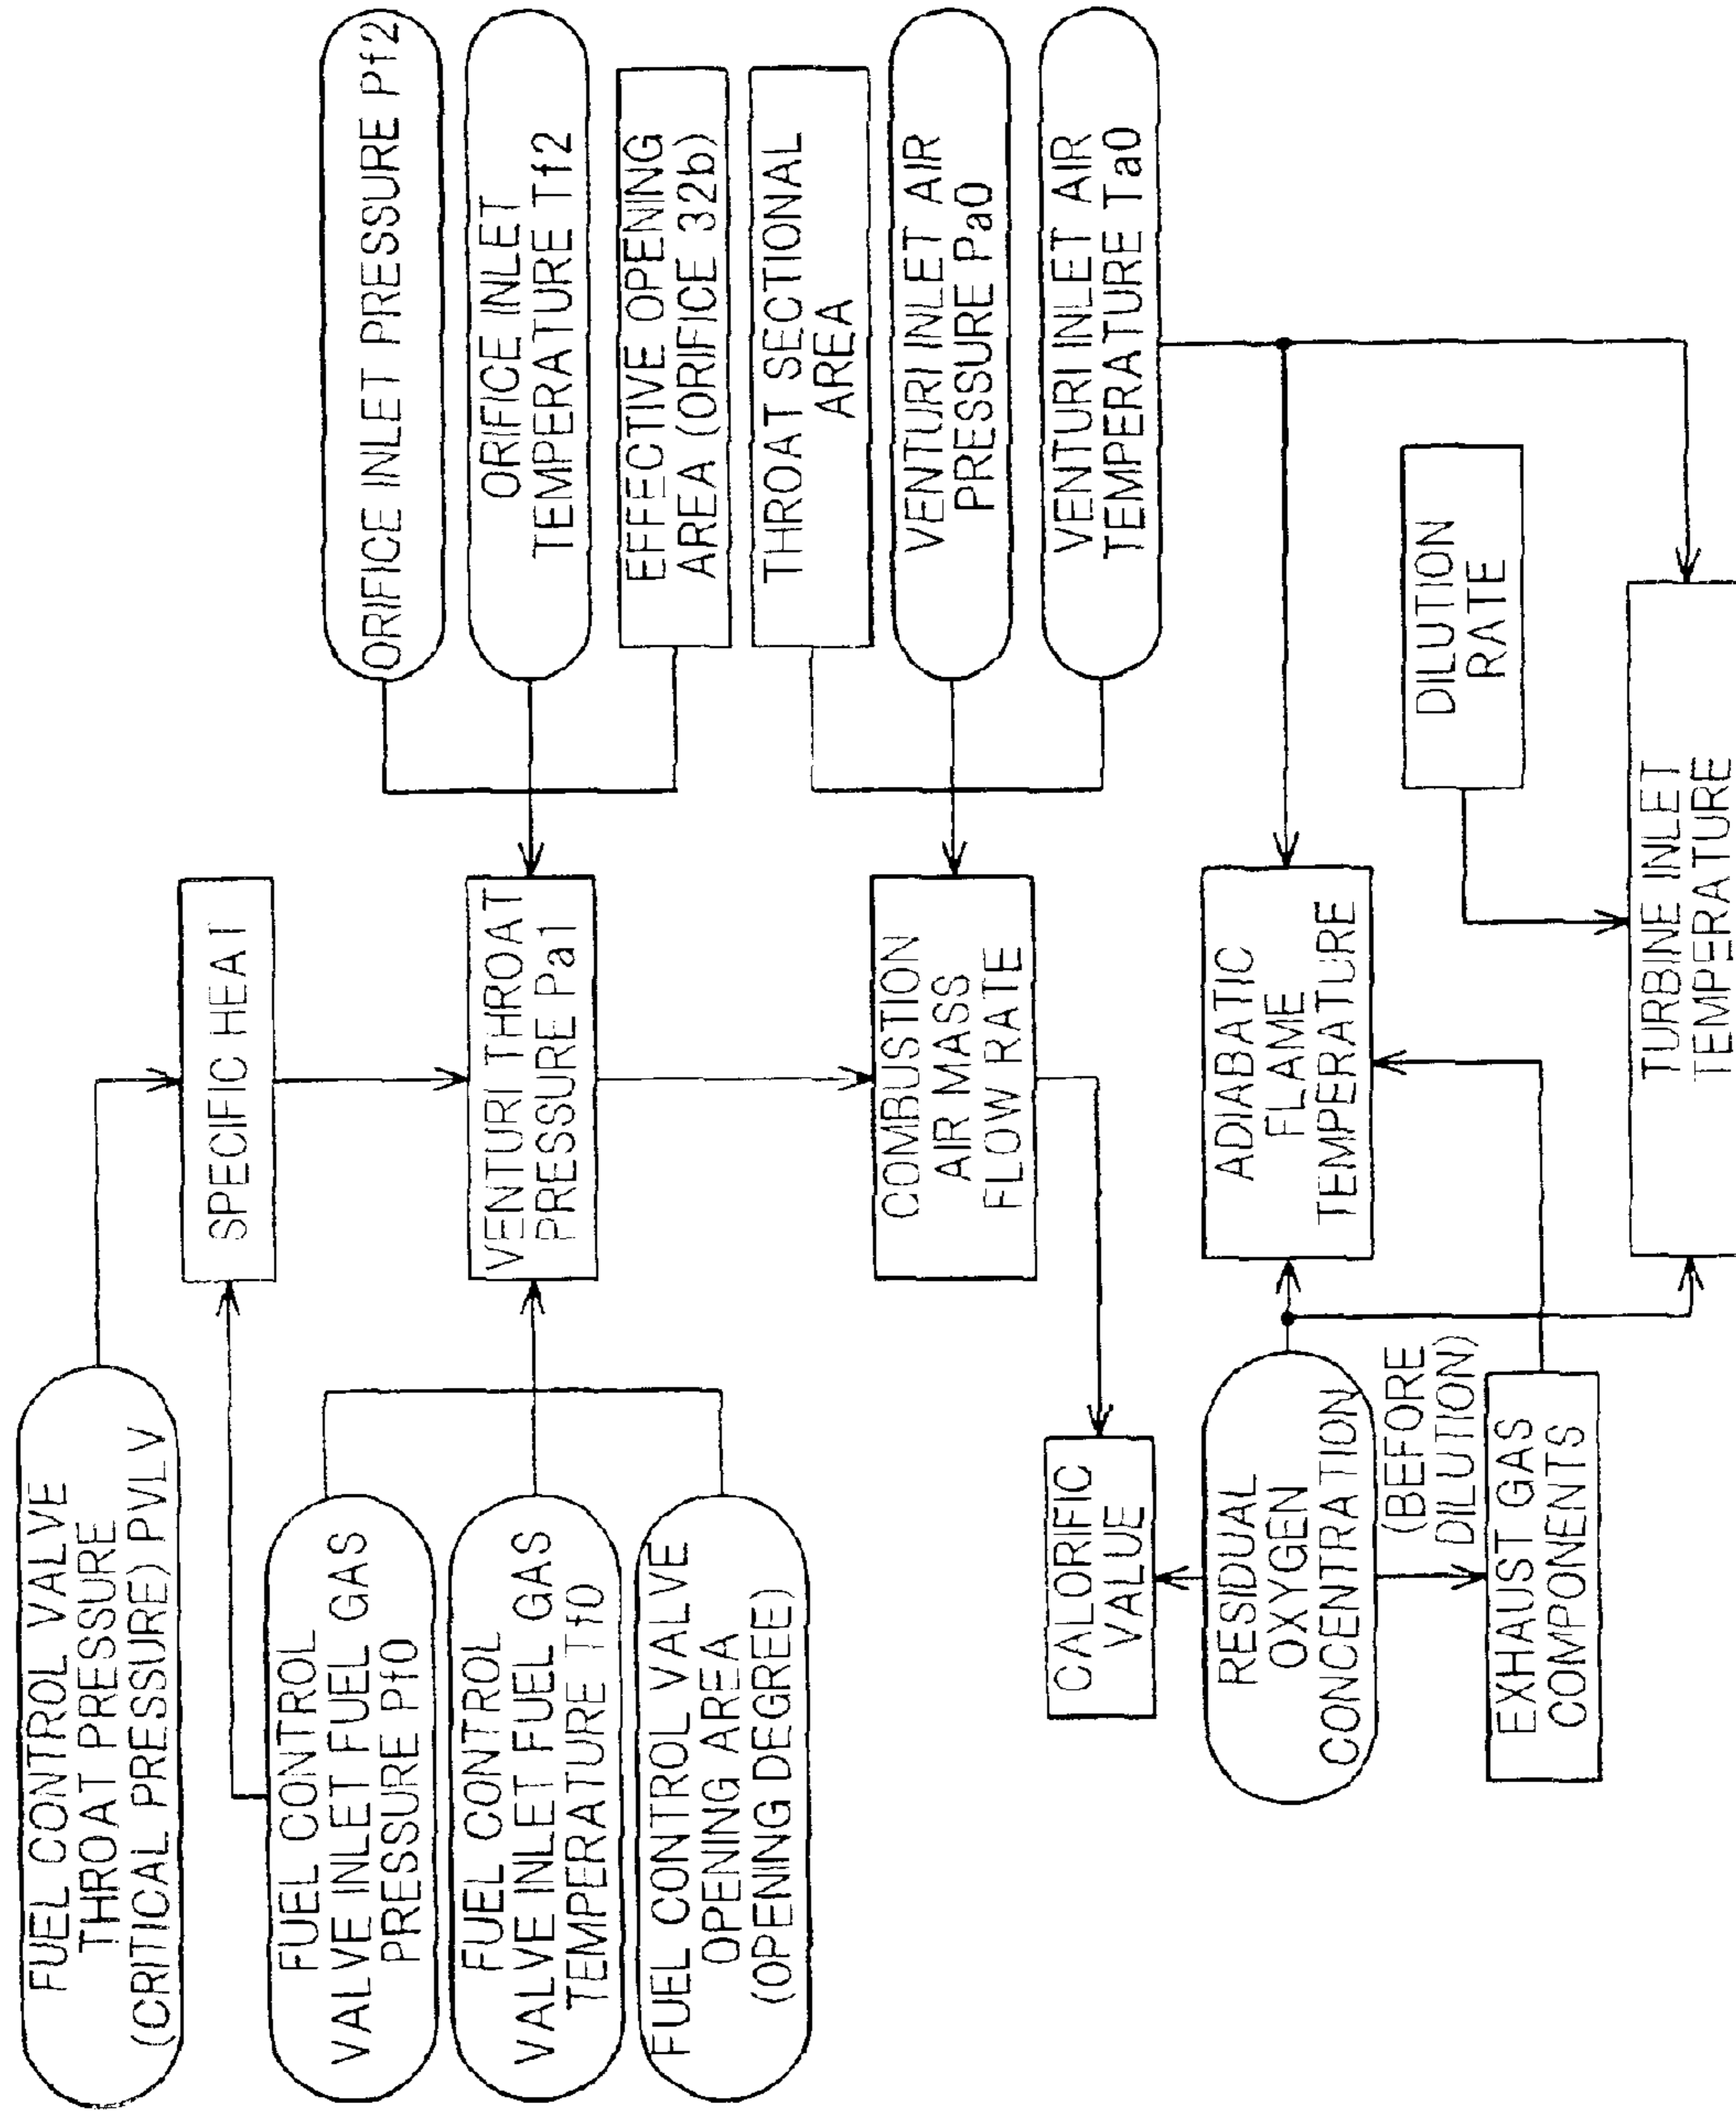 FUEL CONTROL VALVE
THROAT PRESSURE
(CRITICAL PRESSURE) PVLV
FUEL CONTROL
VALVE INLET FUEL GAS
PRESSURE Pf0
FUEL CONTROL
VALVE INLET FUEL GAS
TEMPERATURE Tf0
FUEL CONTROL VALVE
OPENING AREA
(OPENING DEGREE)
SPECIFIC HEAT
VENTURI THROAT
PRESSURE Pa1
COMBUSTION
AIR MASS
FLOW RATE
ORIFICE INLET PRESSURE Pf2
ORIFICE INLET
TEMPERATURE Tf2
EFFECTIVE OPENING
AREA (ORIFICE 32b)
THROAT SECTIONAL
AREA
VENTURI INLET AIR
PRESSURE Pa0
VENTURI INLET AIR
TEMPERATURE Ta0
CALORIFIC
VALUE
RESIDUAL
OXYGEN
CONCENTRATION
(BEFORE
DILUTION)
EXHAUST GAS
COMPONENTS
ADIABATIC
FLAME
TEMPERATURE
DILUTION
RATE
TURBINE INLET
TEMPERATURE